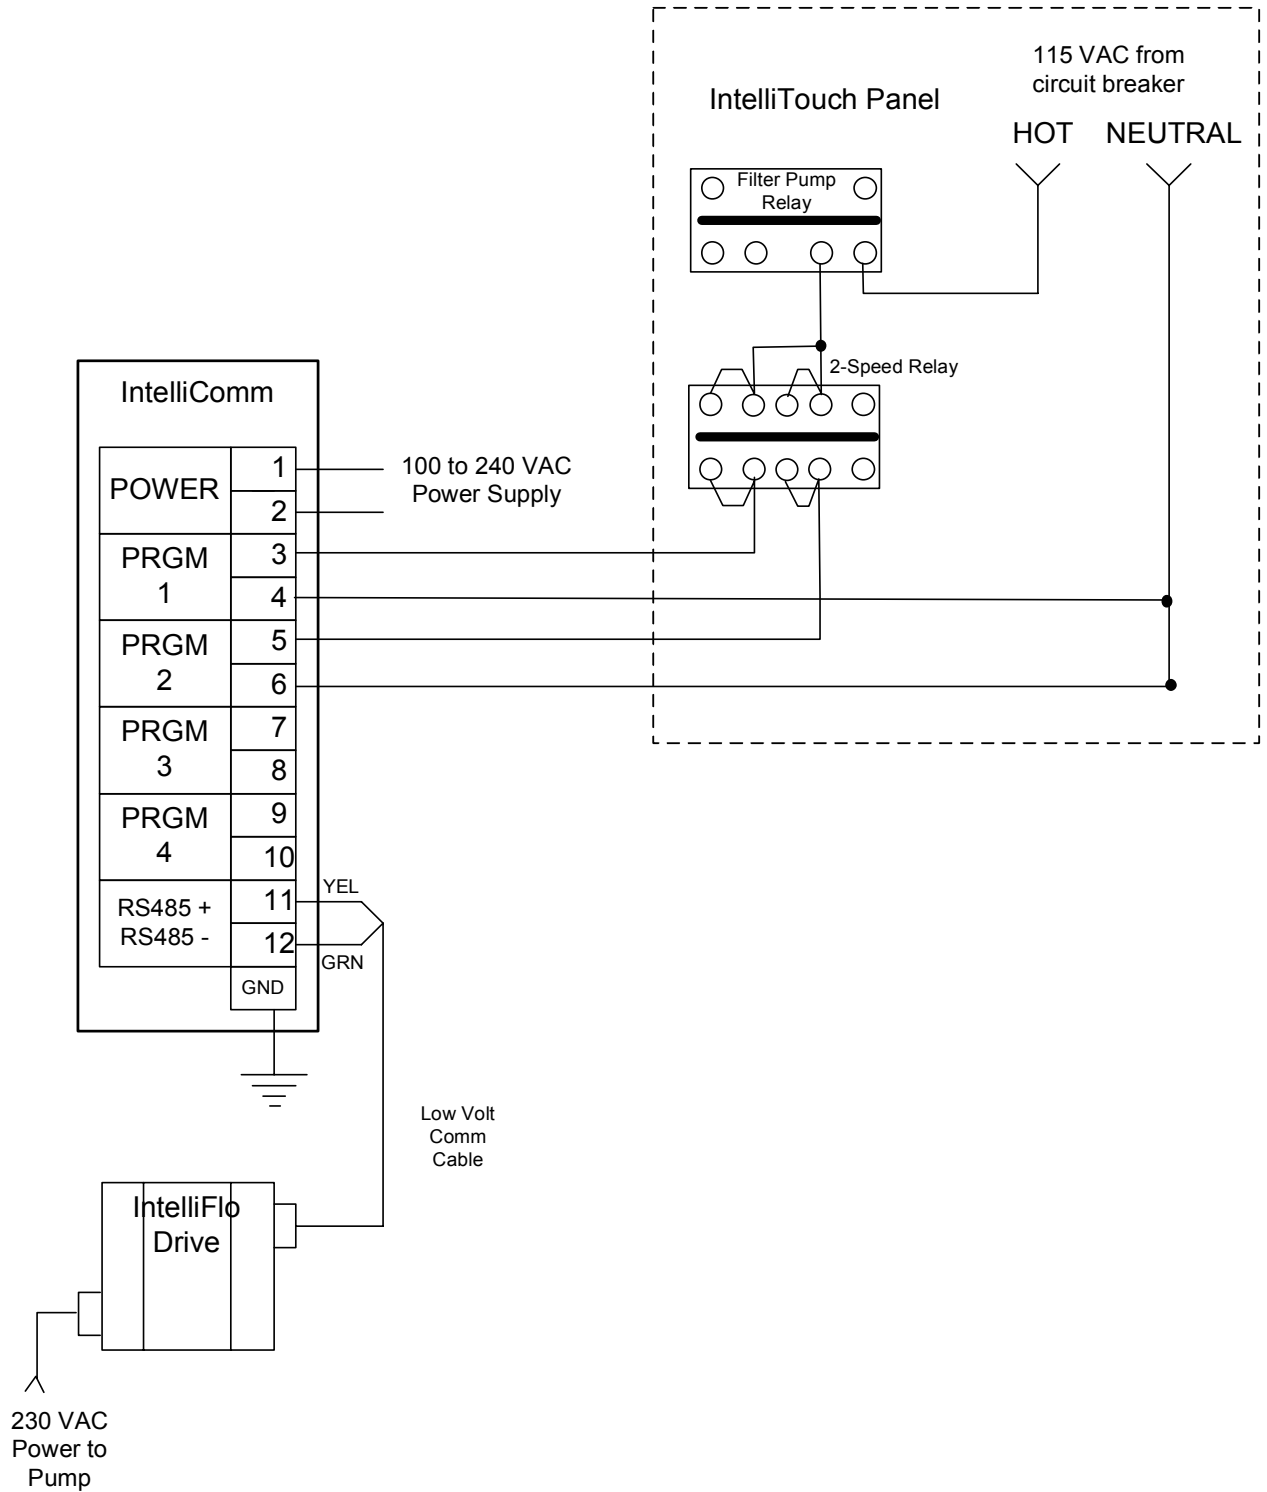 115 VAC from
circuit breaker
IntelliTouch Panel
HOT NEUTRAL
Filter Pump
Relay
2-Speed Relay
IntelliComm
POWER
1
2
100 to 240 VAC
Power Supply
PRGM
1
3
4
PRGM
2
5
6
PRGM
3
7
8
PRGM
4
9
10
RS485 +
RS485 -
11
12
YEL
GRN
GND
Low Volt
Comm
Cable
IntelliFlo
Drive
230 VAC
Power to
Pump